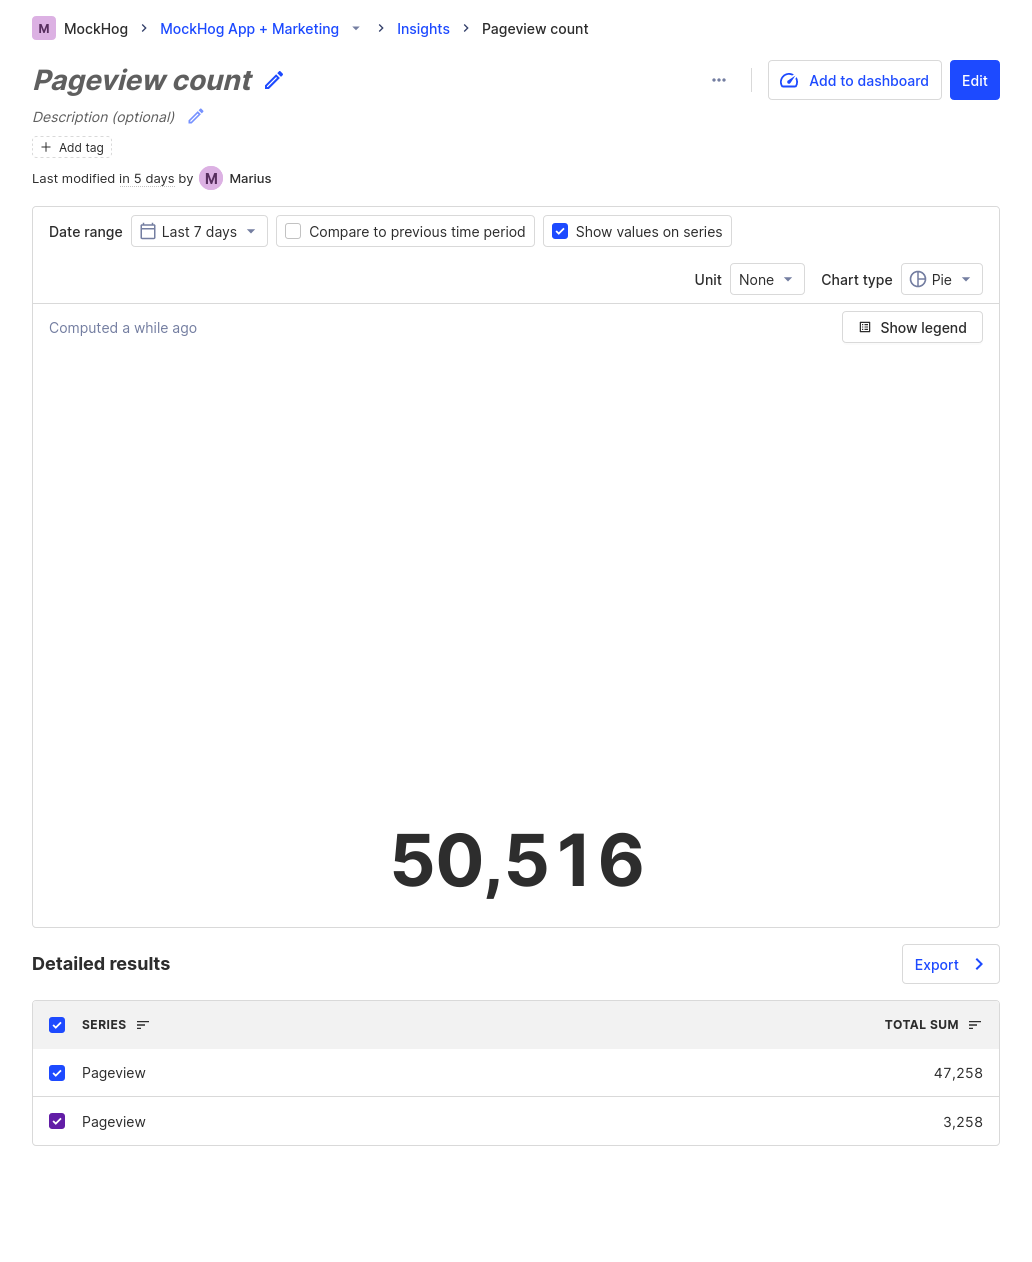 M MockHog MockHog App + Marketing Insights Pageview count
Pageview count
Add to dashboard Edit
Description (optional)
Add tag
Last modified in 5 days by M Marius
Date range Last 7 days Compare to previous time period Show values on series
Unit None Chart type Pie
Computed a while ago Show legend
50,516
Detailed results Export
SERIES TOTAL SUM
Pageview 47,258
Pageview 3,258